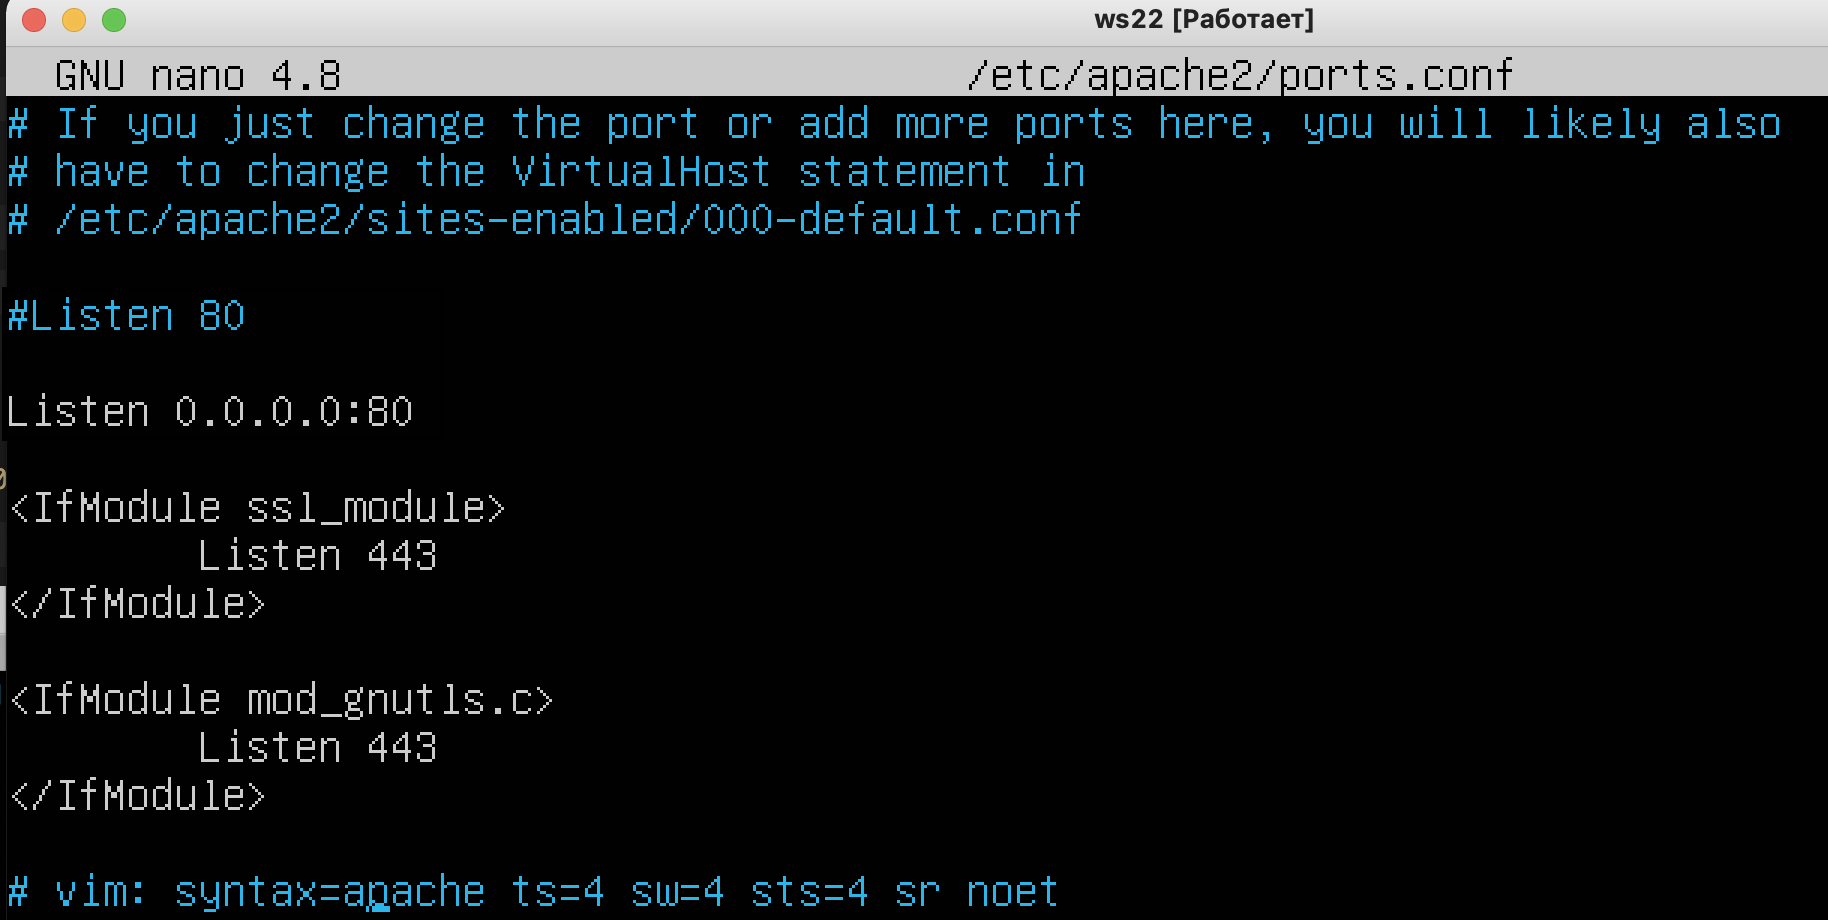 ws22 [Работает]
GNU nano 4.8 /etc/apache2/ports.conf
# If you just change the port or add more ports here, you will likely also
# have to change the VirtualHost statement in
# /etc/apache2/sites-enabled/000-default.conf
#Listen 80
Listen 0.0.0.0:80
<IfModule ssl_module>
Listen 443
</IfModule>
<IfModule mod_gnutls.c>
Listen 443
</IfModule>
# vim: syntax=apache ts=4 sw=4 sts=4 sr noet